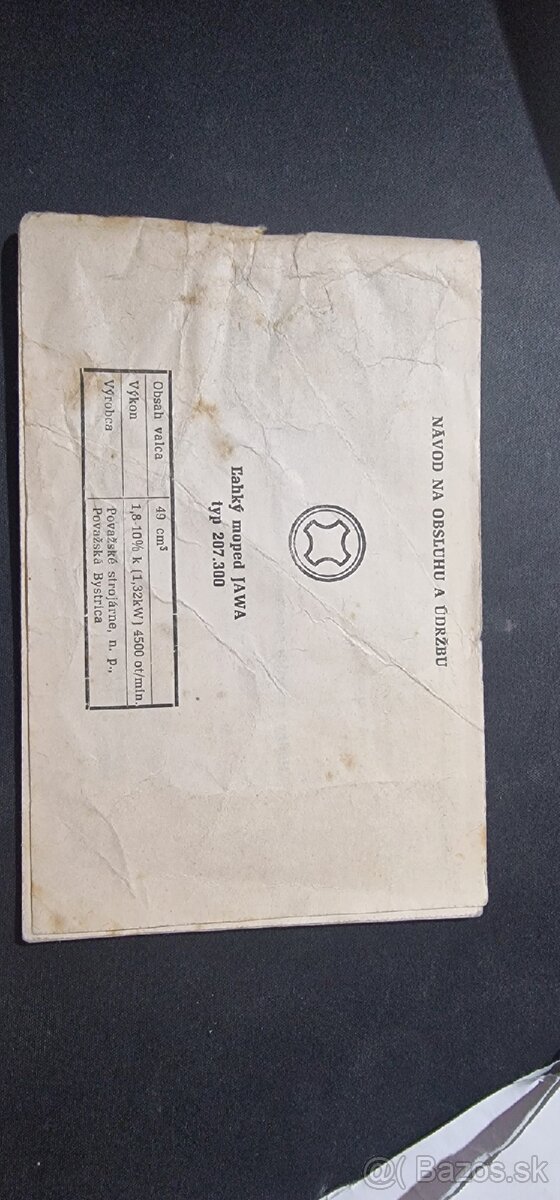 NÁVOD NA OBSLUHU A ÚDRŽBU
Ľahký moped JAWA
typ 207.300
Obsah valca 49 cm³
Výkon 1,8-10% k (1,32kW) 4500 ot/min.
Výrobca Považské strojárne, n. p.,
Považská Bystrica
@( Bazos.sk